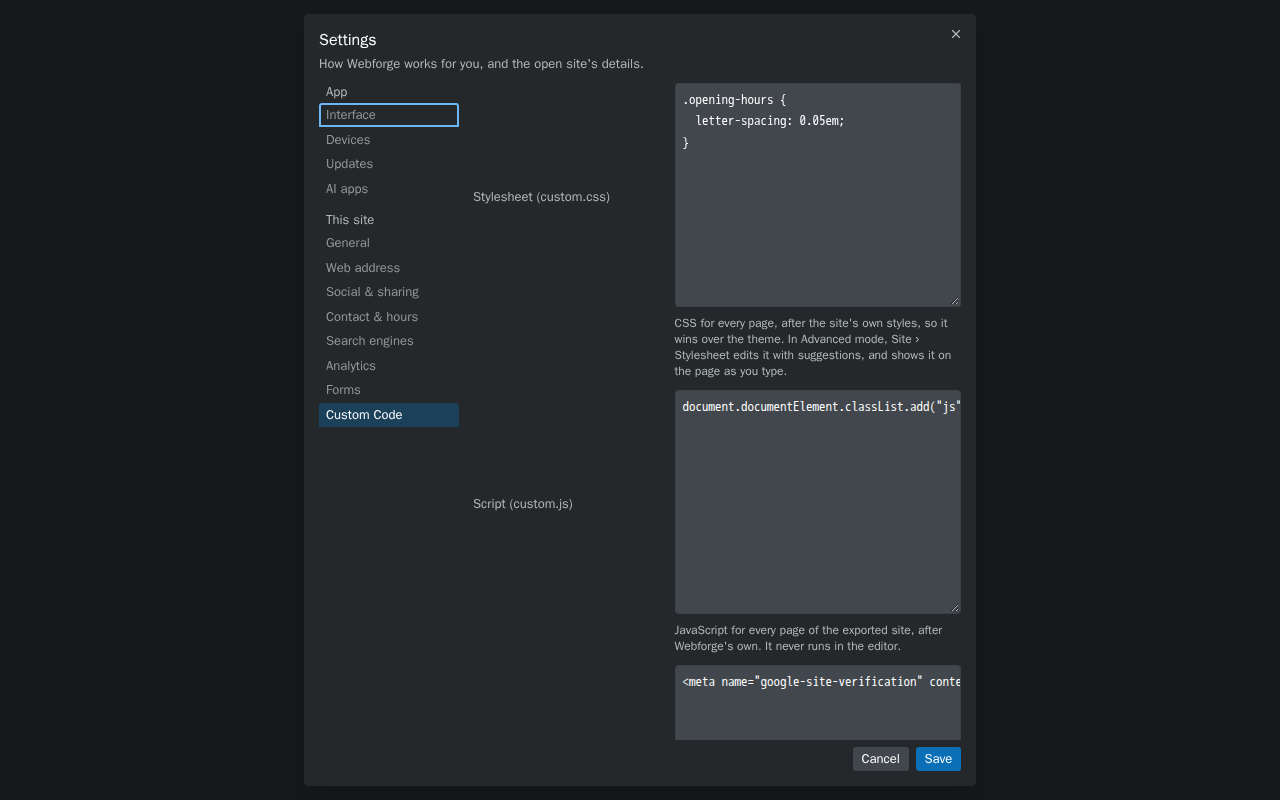 Settings
How Webforge works for you, and the open site's details.
App
Interface
Devices
Updates
AI apps
This site
General
Web address
Social & sharing
Contact & hours
Search engines
Analytics
Forms
Custom Code
Stylesheet (custom.css)
.opening-hours {
  letter-spacing: 0.05em;
}
CSS for every page, after the site's own styles, so it
wins over the theme. In Advanced mode, Site ›
Stylesheet edits it with suggestions, and shows it on
the page as you type.
Script (custom.js)
document.documentElement.classList.add("js"
JavaScript for every page of the exported site, after
Webforge's own. It never runs in the editor.
<meta name="google-site-verification" conte
Cancel
Save